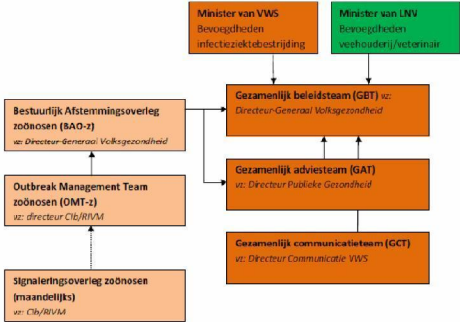 Minister van VWS
Bevoegdheden
infectieziektebestrijding
Minister van LNV
Bevoegdheden
veehouderij/veterinair
Gezamenlijk beleidsteam (GBT) vz:
Directeur-Generaal Volksgezondheid
Bestuurlijk Afstemmingsoverleg
zoönosen (BAO-z)
vz: Directeur-Generaal Volksgezondheid
Gezamenlijk adviesteam (GAT)
vz: Directeur Publieke Gesondheid
Outbreak Management Team
zoönosen (OMT-z)
vz: directeur CIb/RIVM
Gezamenlijk communicatieteam (GCT)
vz: Directeur Communicatie VWS
Signaleringsoverleg zoönosen
(maandelijks)
vz: CIb/RIVM